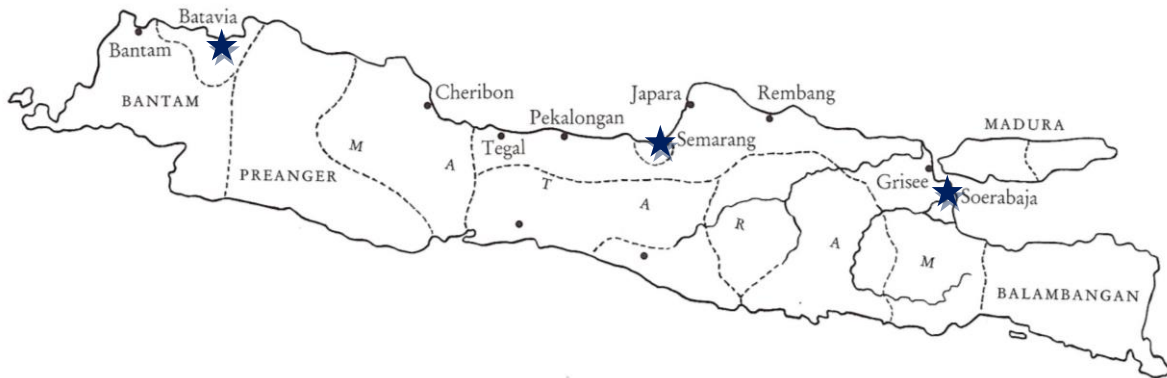 Batavia
Bantam
BANTAM
PREANGER
Cheribon
Tegal
Pekalongan
Japara
Semarang
Rembang
MADURA
Grisee
Soerabaja
BALAMBANGAN
M A T A R A M